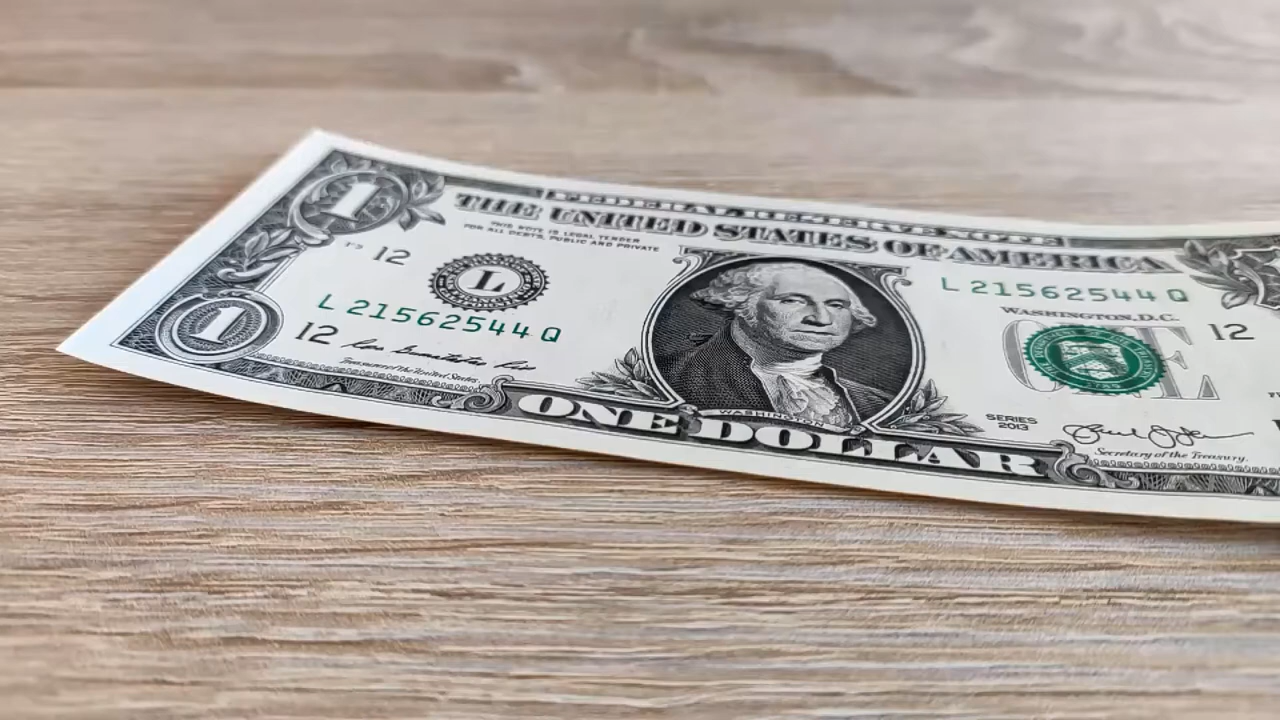 1
FEDERAL RESERVE NOTE
THE UNITED STATES OF AMERICA
THIS NOTE IS LEGAL TENDER
FOR ALL DEBTS, PUBLIC AND PRIVATE
12
L
L 21562544 Q
L 21562544 Q
WASHINGTON, D.C.
12
1
12
Treasurer of the United States.
WASHINGTON
SERIES
2013
Secretary of the Treasury.
ONE DOLLAR